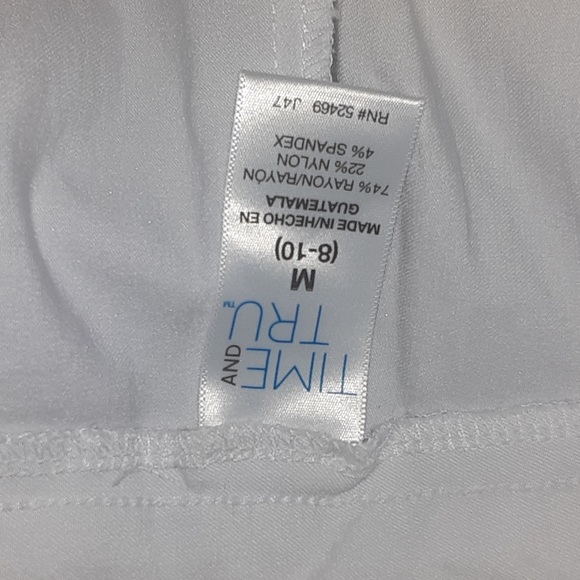 TIME
AND
TRU™
M
(8-10)
MADE IN/HECHO EN
GUATEMALA
74% RAYON/RAYÓN
22% NYLON
4% SPANDEX
RN# 52469 J47